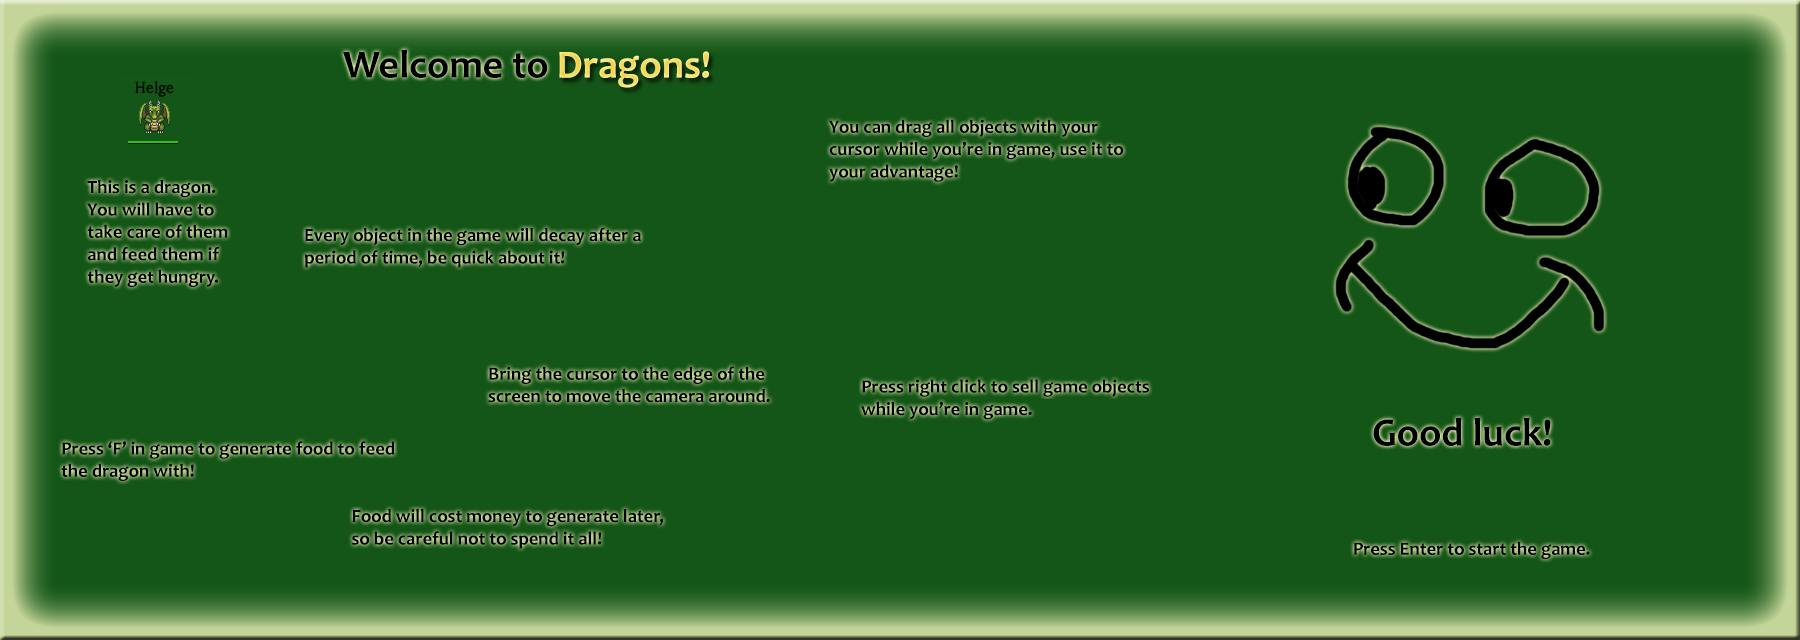 Welcome to Dragons!
Helge
This is a dragon.
You will have to
take care of them
and feed them if
they get hungry.
Every object in the game will decay after a
period of time, be quick about it!
You can drag all objects with your
cursor while you’re in game, use it to
your advantage!
Bring the cursor to the edge of the
screen to move the camera around.
Press right click to sell game objects
while you’re in game.
Press ‘F’ in game to generate food to feed
the dragon with!
Food will cost money to generate later,
so be careful not to spend it all!
Good luck!
Press Enter to start the game.